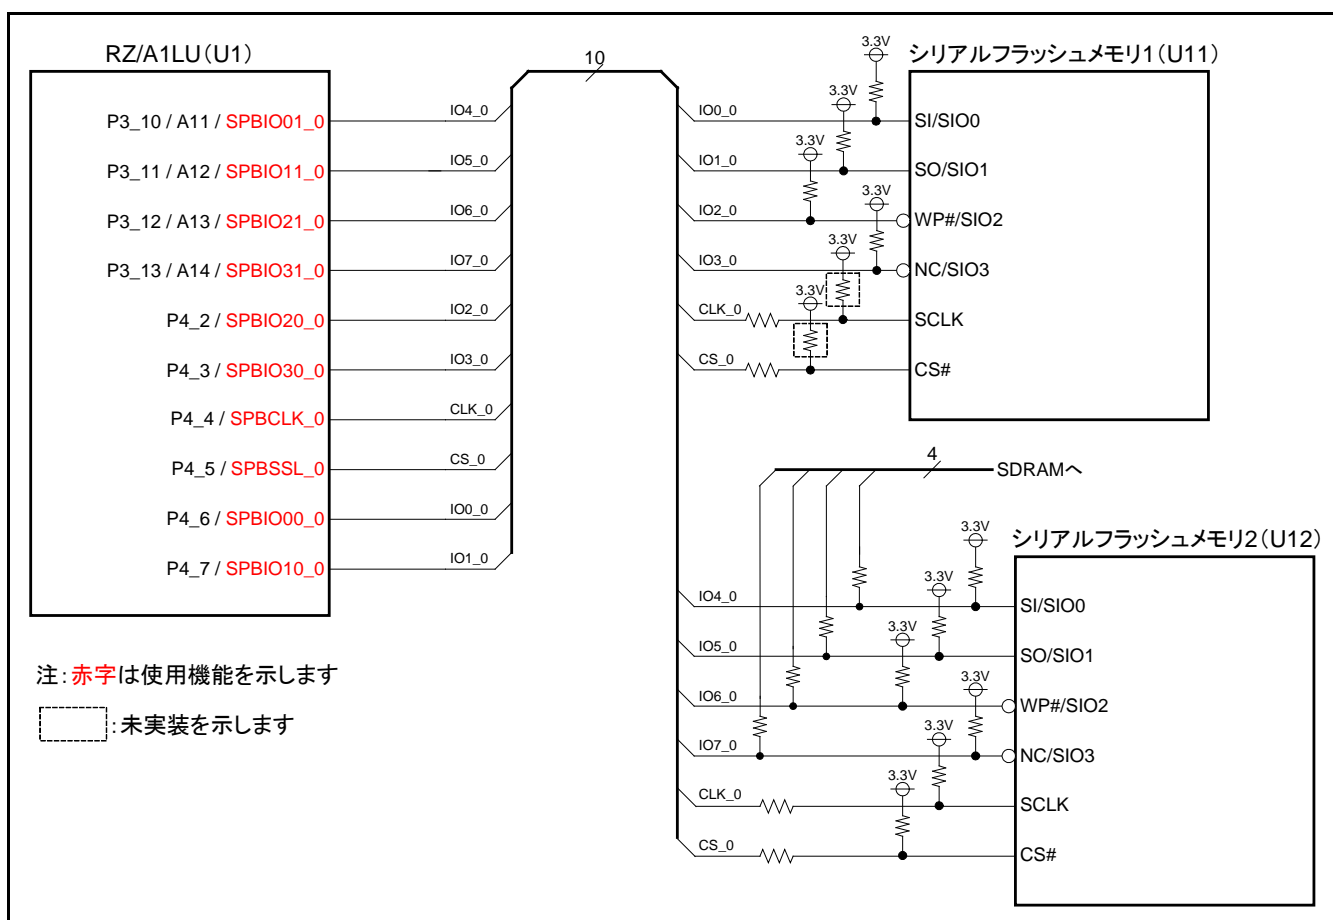 RZ/A1LU(U1)
P3_10 / A11 / SPBIO01_0
P3_11 / A12 / SPBIO11_0
P3_12 / A13 / SPBIO21_0
P3_13 / A14 / SPBIO31_0
P4_2 / SPBIO20_0
P4_3 / SPBIO30_0
P4_4 / SPBCLK_0
P4_5 / SPBSSL_0
P4_6 / SPBIO00_0
P4_7 / SPBIO10_0
IO4_0
IO5_0
IO6_0
IO7_0
IO2_0
IO3_0
CLK_0
CS_0
IO0_0
IO1_0
10
シリアルフラッシュメモリ1(U11)
3.3V
3.3V
3.3V
3.3V
3.3V
3.3V
IO0_0
IO1_0
IO2_0
IO3_0
CLK_0
CS_0
SI/SIO0
SO/SIO1
WP#/SIO2
NC/SIO3
SCLK
CS#
4
SDRAMへ
シリアルフラッシュメモリ2(U12)
3.3V
3.3V
3.3V
3.3V
3.3V
3.3V
IO4_0
IO5_0
IO6_0
IO7_0
CLK_0
CS_0
SI/SIO0
SO/SIO1
WP#/SIO2
NC/SIO3
SCLK
CS#
注:赤字は使用機能を示します
:未実装を示します